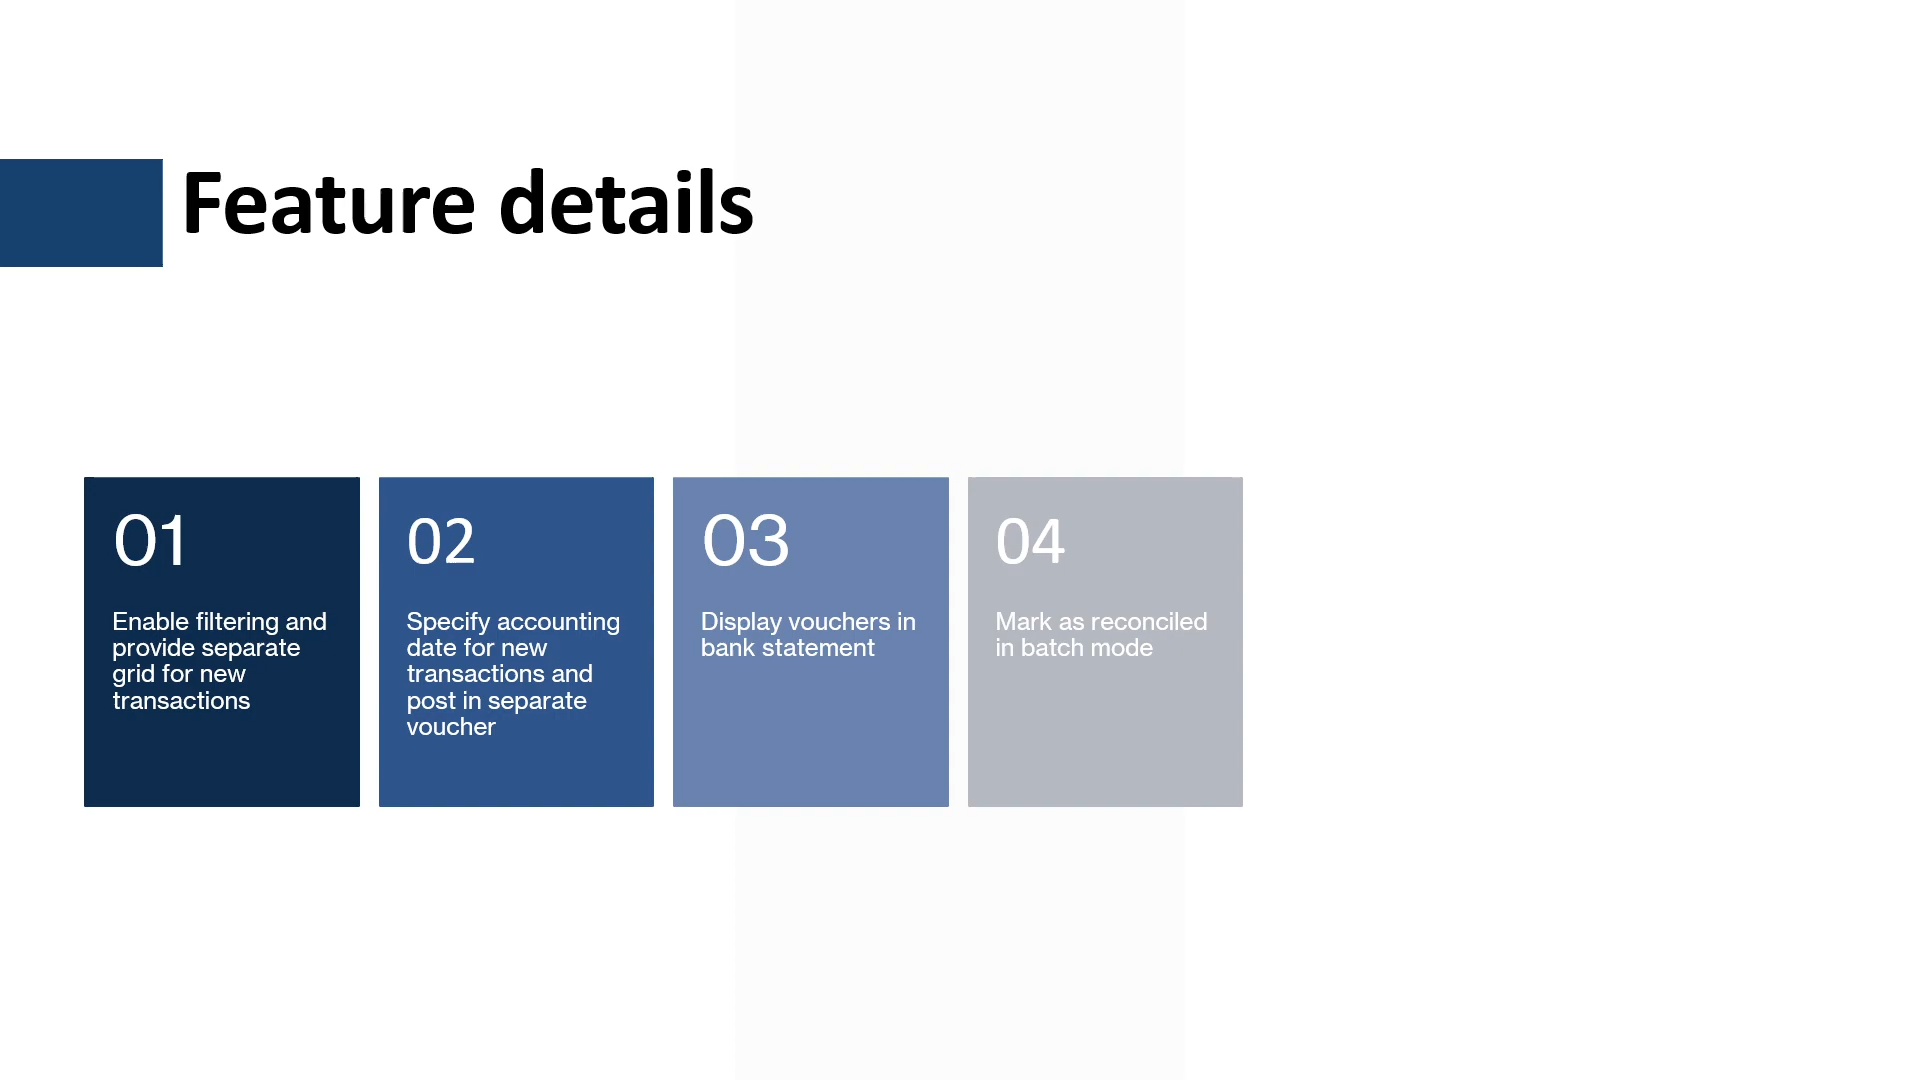 Feature details
01
Enable filtering and
provide separate
grid for new
transactions
02
Specify accounting
date for new
transactions and
post in separate
voucher
03
Display vouchers in
bank statement
04
Mark as reconciled
in batch mode